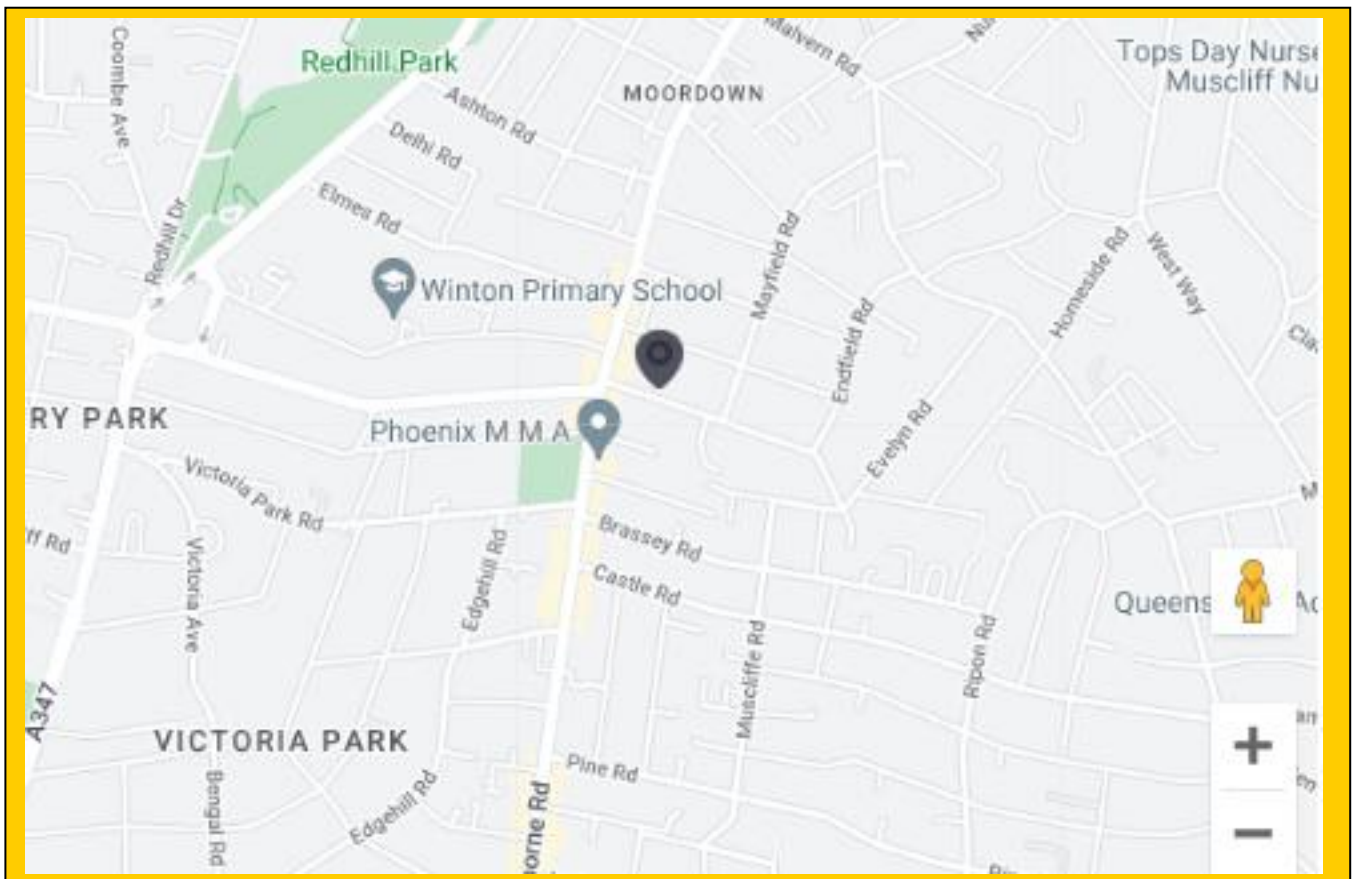 Coombe Ave
Redhill Park
Malvern Rd
Tops Day Nurse
Muscliff Nu
Ashton Rd
MOORDOWN
Delhi Rd
Elmes Rd
Redhill Dr
Mayfield Rd
Homeside Rd
West Way
Winton Primary School
Endfield Rd
RY PARK
Phoenix M M A
Evelyn Rd
Victoria Park Rd
ff Rd
Brassey Rd
Edgehill Rd
Victoria Ave
Castle Rd
Queens
Muscliffe Rd
Ripon Rd
A347
VICTORIA PARK
Pine Rd
Bengal Rd
Edgehill Rd
orne Rd
+
−